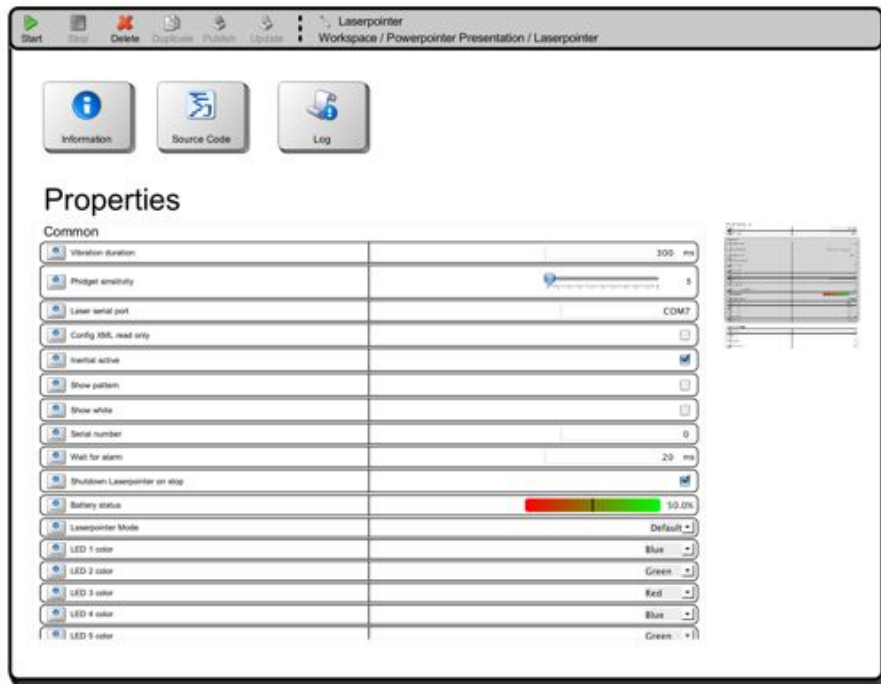 Start Stop Delete Duplicate Publish Update Laserpointer
Workspace / Powerpointer Presentation / Laserpointer
Information Source Code Log
Properties
Common
Vibration duration 300 ms
Phidget sinsitivity 5
Laser serial port COM7
Config XML read only
Inertial active
Show pattern
Show white
Serial number 0
Wait for alarm 20 ms
Shutdown Laserpointer on stop
Battery status 50.0%
Laserpointer Mode Default
LED 1 color Blue
LED 2 color Green
LED 3 color Red
LED 4 color Blue
LED 5 color Green